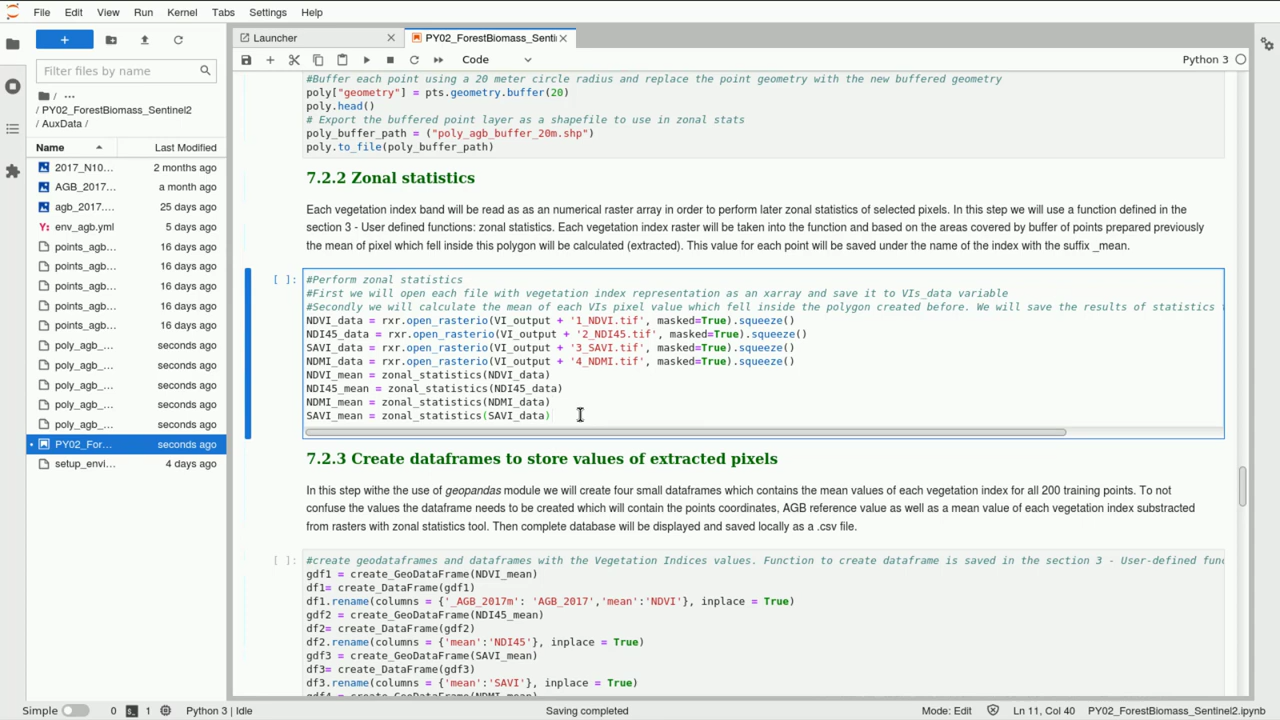 File Edit View Run Kernel Tabs Settings Help
Launcher
PY02_ForestBiomass_Senti
Code
Python 3
Filter files by name
/ ...
/ PY02_ForestBiomass_Sentinel2
/ AuxData /
Name Last Modified
2017_N10... 2 months ago
AGB_2017... a month ago
agb_2017.... 25 days ago
Y: env_agb.yml 5 days ago
points_agb... 16 days ago
points_agb... 16 days ago
points_agb... 16 days ago
points_agb... 16 days ago
points_agb... 16 days ago
poly_agb_... seconds ago
poly_agb_... seconds ago
poly_agb_... seconds ago
poly_agb_... seconds ago
poly_agb_... seconds ago
PY02_For... seconds ago
setup_envi... 4 days ago
#Buffer each point using a 20 meter circle radius and replace the point geometry with the new buffered geometry
poly["geometry"] = pts.geometry.buffer(20)
poly.head()
# Export the buffered point layer as a shapefile to use in zonal stats
poly_buffer_path = ("poly_agb_buffer_20m.shp")
poly.to_file(poly_buffer_path)
7.2.2 Zonal statistics
Each vegetation index band will be read as as an numerical raster array in order to perform later zonal statistics of selected pixels. In this step we will use a function defined in the
section 3 - User defined functions: zonal statistics. Each vegetation index raster will be taken into the function and based on the areas covered by buffer of points prepared previously
the mean of pixel which fell inside this polygon will be calculated (extracted). This value for each point will be saved under the name of the index with the suffix _mean.
[ ]: #Perform zonal statistics
#First we will open each file with vegetation index representation as an xarray and save it to VIs_data variable
#Secondly we will calculate the mean of each VIs pixel value which fell inside the polygon created before. We will save the results of statistics
NDVI_data = rxr.open_rasterio(VI_output + '1_NDVI.tif', masked=True).squeeze()
NDI45_data = rxr.open_rasterio(VI_output + '2_NDI45.tif', masked=True).squeeze()
SAVI_data = rxr.open_rasterio(VI_output + '3_SAVI.tif', masked=True).squeeze()
NDMI_data = rxr.open_rasterio(VI_output + '4_NDMI.tif', masked=True).squeeze()
NDVI_mean = zonal_statistics(NDVI_data)
NDI45_mean = zonal_statistics(NDI45_data)
NDMI_mean = zonal_statistics(NDMI_data)
SAVI_mean = zonal_statistics(SAVI_data)
7.2.3 Create dataframes to store values of extracted pixels
In this step withe the use of geopandas module we will create four small dataframes which contains the mean values of each vegetation index for all 200 training points. To not
confuse the values the dataframe needs to be created which will contain the points coordinates, AGB reference value as well as a mean value of each vegetation index substracted
from rasters with zonal statistics tool. Then complete database will be displayed and saved locally as a .csv file.
[ ]: #create geodataframes and dataframes with the Vegetation Indices values. Function to create dataframe is saved in the section 3 - User-defined fun
gdf1 = create_GeoDataFrame(NDVI_mean)
df1= create_DataFrame(gdf1)
df1.rename(columns = {'_AGB_2017m': 'AGB_2017','mean':'NDVI'}, inplace = True)
gdf2 = create_GeoDataFrame(NDI45_mean)
df2= create_DataFrame(gdf2)
df2.rename(columns = {'mean':'NDI45'}, inplace = True)
gdf3 = create_GeoDataFrame(SAVI_mean)
df3= create_DataFrame(gdf3)
df3.rename(columns = {'mean':'SAVI'}, inplace = True)
gdf4 = create_GeoDataFrame(NDMI_mean)
Simple 0 1 Python 3 | Idle Saving completed Mode: Edit Ln 11, Col 40 PY02_ForestBiomass_Sentinel2.ipynb